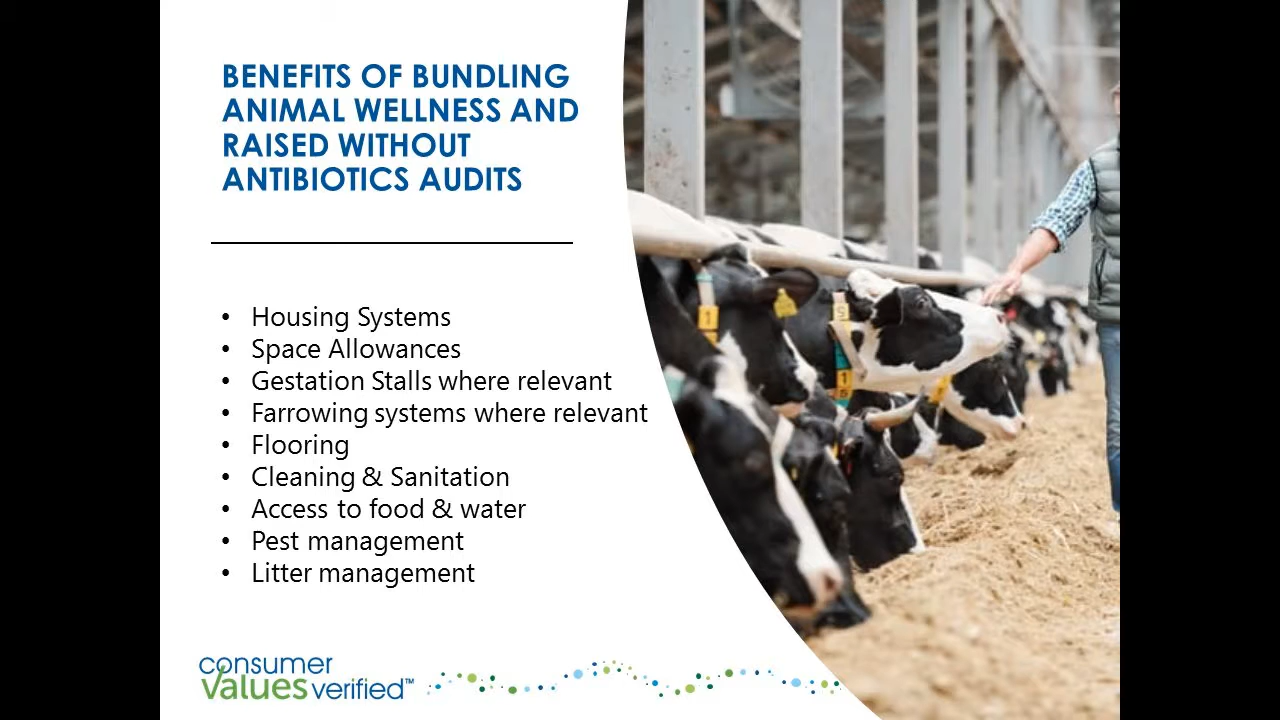 BENEFITS OF BUNDLING
ANIMAL WELLNESS AND
RAISED WITHOUT
ANTIBIOTICS AUDITS
• Housing Systems
• Space Allowances
• Gestation Stalls where relevant
• Farrowing systems where relevant
• Flooring
• Cleaning & Sanitation
• Access to food & water
• Pest management
• Litter management
consumer
values verified™